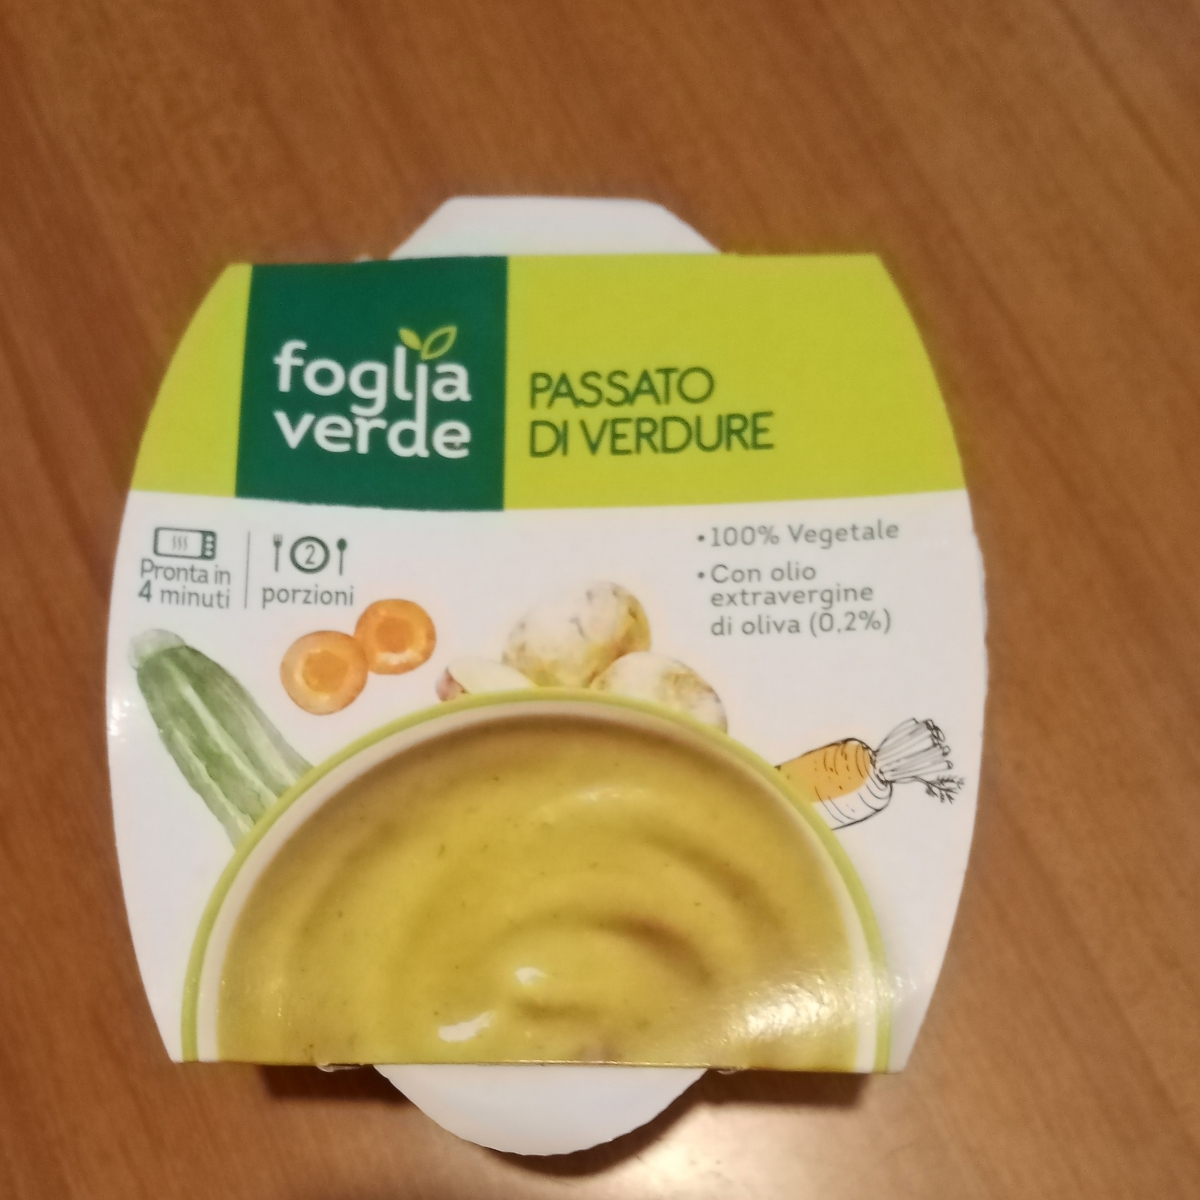 foglia
verde
PASSATO
DI VERDURE
Pronta in
4 minuti
2
porzioni
•100% Vegetale
•Con olio
extravergine
di oliva (0,2%)